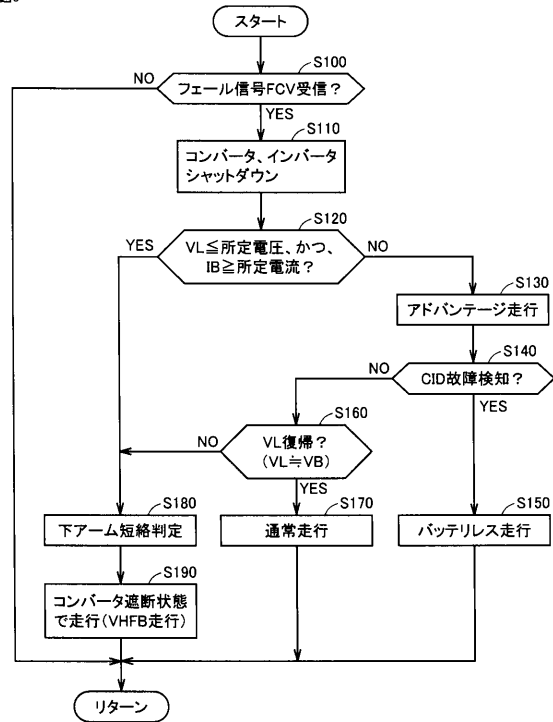 スタート
S100
NO
フェール信号FCV受信？
YES
S110
コンバータ、インバータ
シャットダウン
S120
YES
VL≦所定電圧、かつ、
IB≧所定電流？
NO
S130
アドバンテージ走行
S140
NO
CID故障検知？
YES
S160
NO
VL復帰？
(VL≒VB)
YES
S180
下アーム短絡判定
S170
通常走行
S150
バッテリレス走行
S190
コンバータ遮断状態
で走行(VHFB走行)
リターン